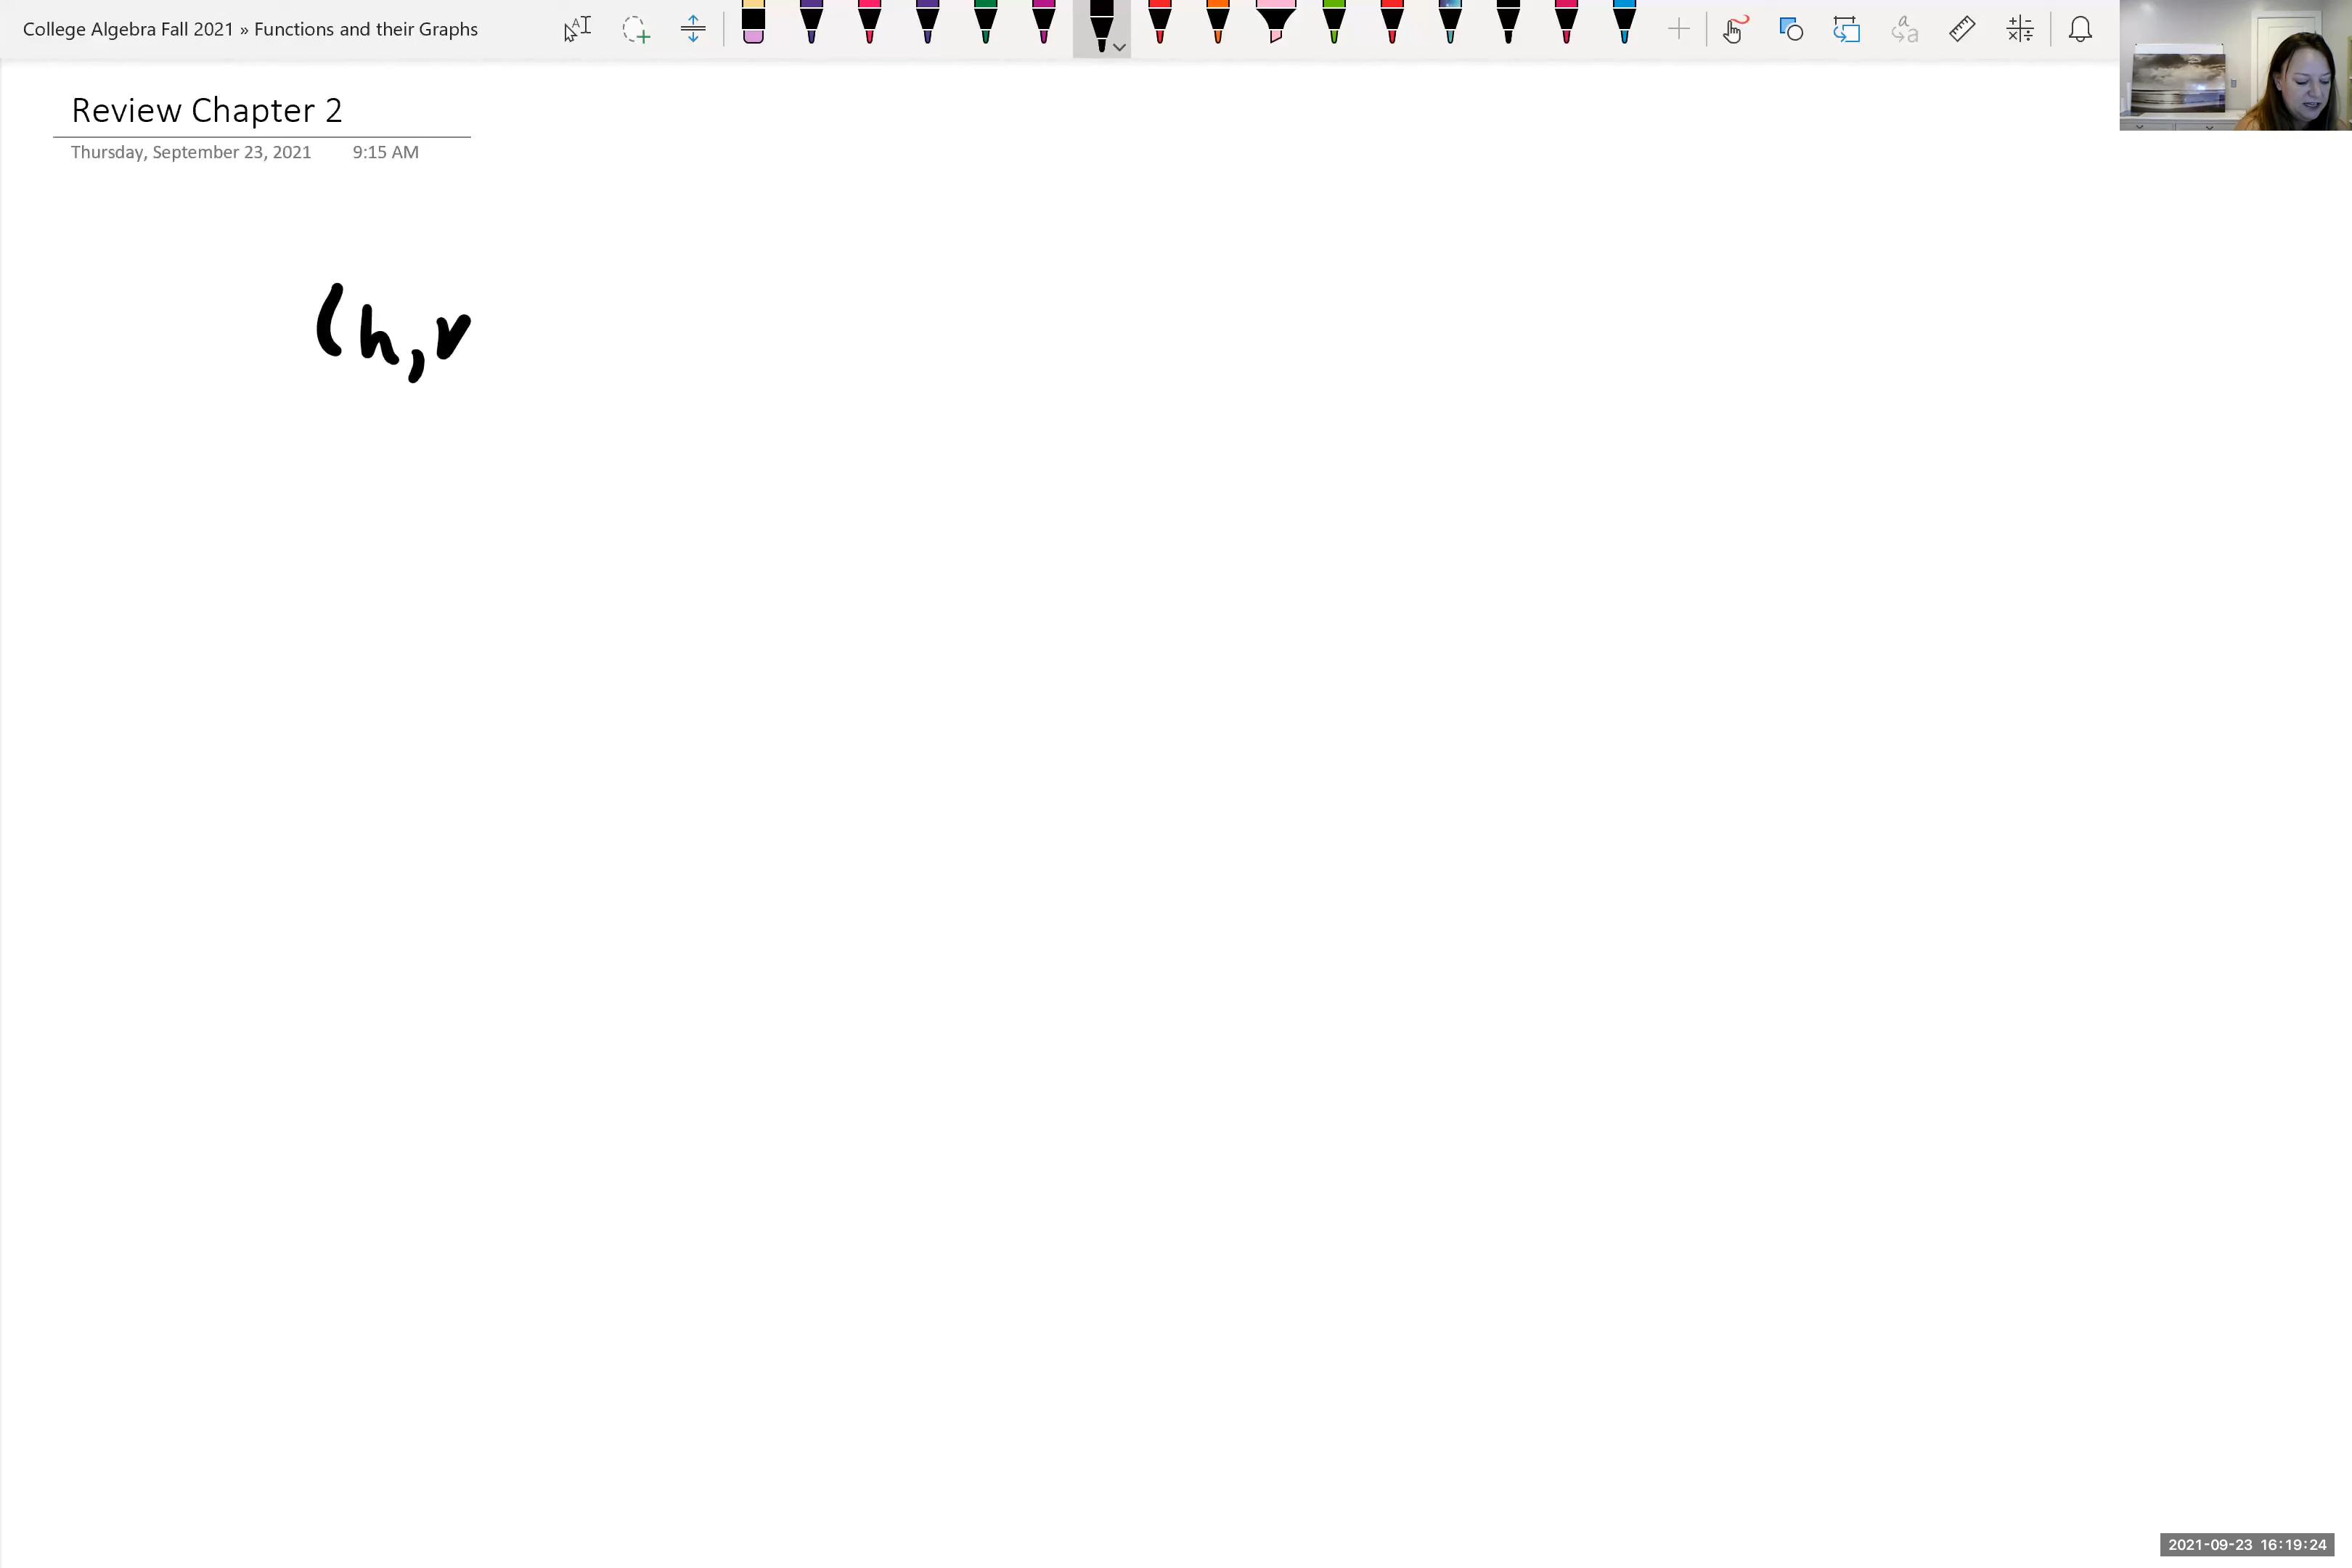 College Algebra Fall 2021 » Functions and their Graphs
Review Chapter 2
Thursday, September 23, 2021 9:15 AM
(h,v
2021-09-23 16:19:24